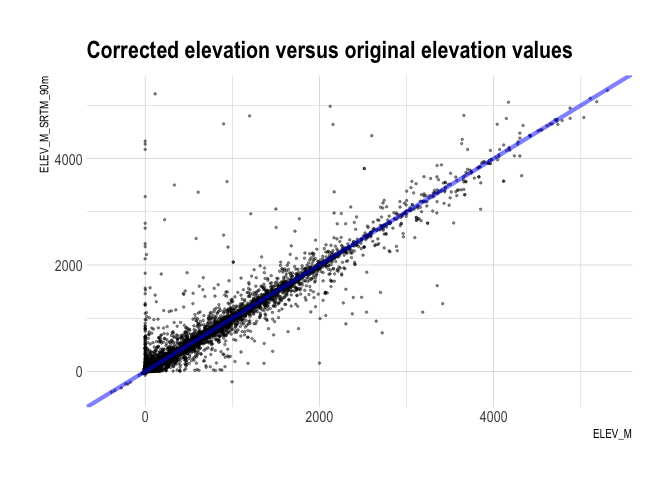 Corrected elevation versus original elevation values
ELEV_M_SRTM_90m
4000
2000
0
0 2000 4000
ELEV_M